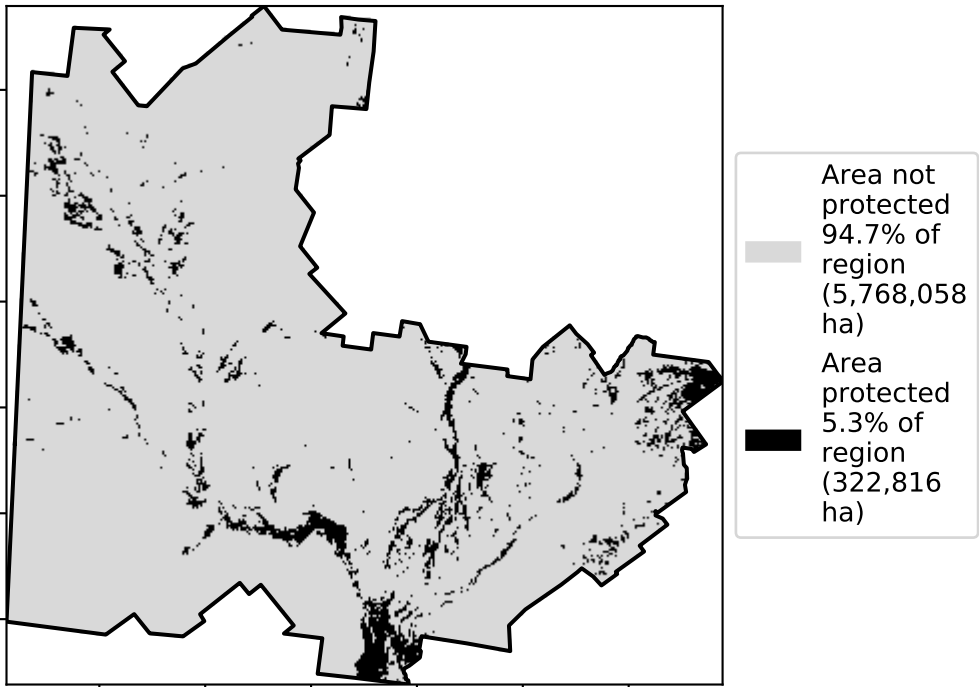 Area not
protected
94.7% of
region
(5,768,058
ha)
Area
protected
5.3% of
region
(322,816
ha)